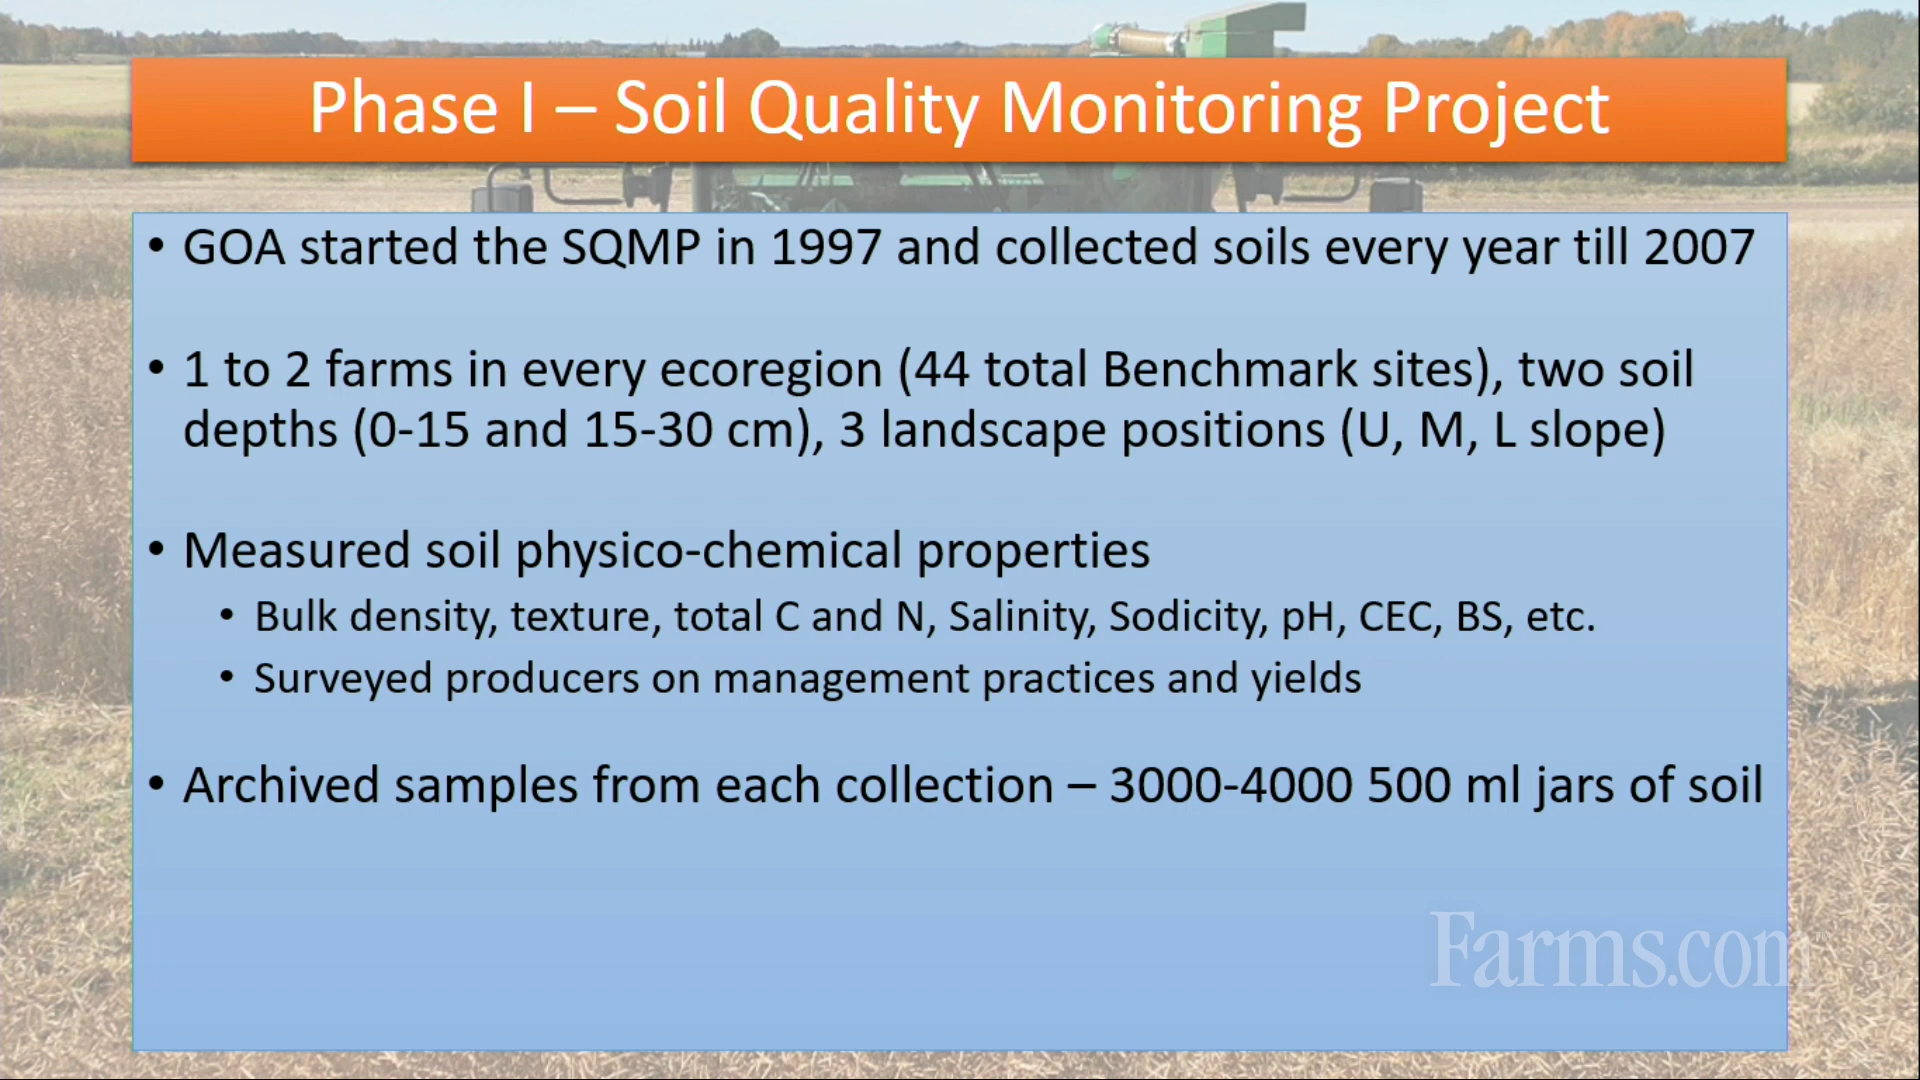 Phase I – Soil Quality Monitoring Project
• GOA started the SQMP in 1997 and collected soils every year till 2007
• 1 to 2 farms in every ecoregion (44 total Benchmark sites), two soil
depths (0-15 and 15-30 cm), 3 landscape positions (U, M, L slope)
• Measured soil physico-chemical properties
• Bulk density, texture, total C and N, Salinity, Sodicity, pH, CEC, BS, etc.
• Surveyed producers on management practices and yields
• Archived samples from each collection – 3000-4000 500 ml jars of soil
Farms.com